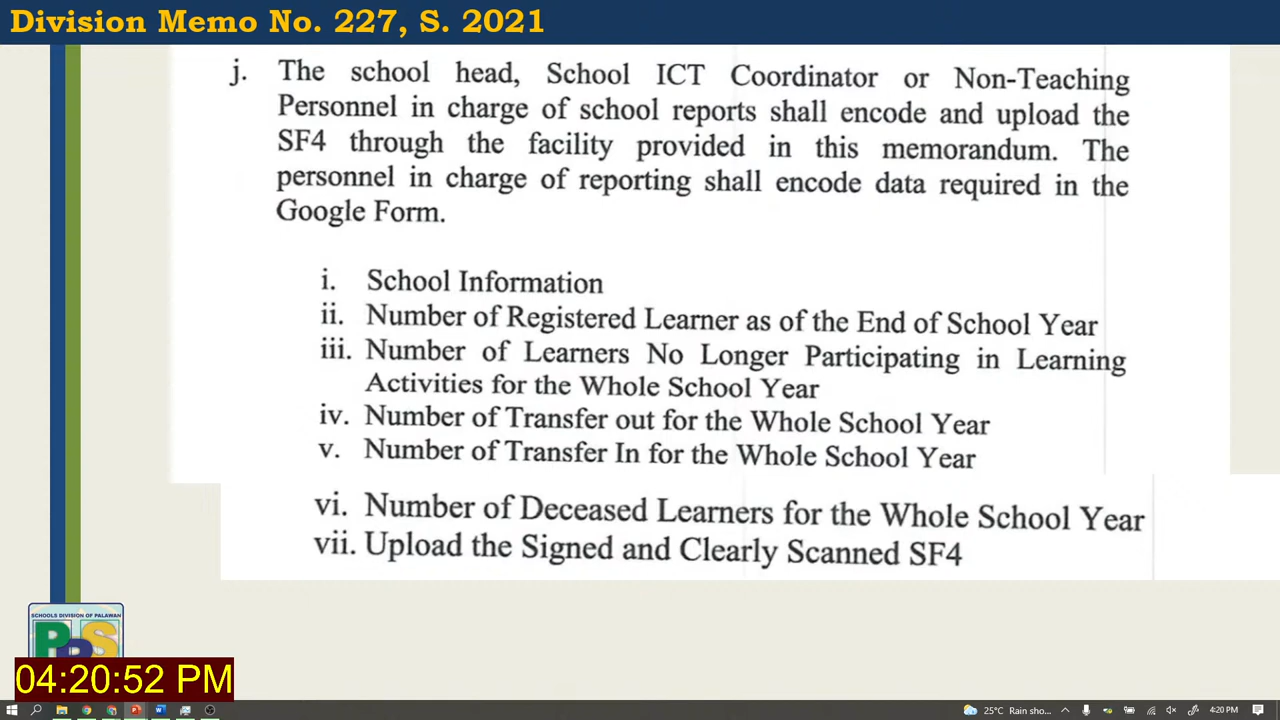 Division Memo No. 227, S. 2021
j. The school head, School ICT Coordinator or Non-Teaching
Personnel in charge of school reports shall encode and upload the
SF4 through the facility provided in this memorandum. The
personnel in charge of reporting shall encode data required in the
Google Form.
i. School Information
ii. Number of Registered Learner as of the End of School Year
iii. Number of Learners No Longer Participating in Learning
Activities for the Whole School Year
iv. Number of Transfer out for the Whole School Year
v. Number of Transfer In for the Whole School Year
vi. Number of Deceased Learners for the Whole School Year
vii. Upload the Signed and Clearly Scanned SF4
SCHOOLS DIVISION OF PALAWAN
PDS
04:20:52 PM
25°C Rain sho... 4:20 PM